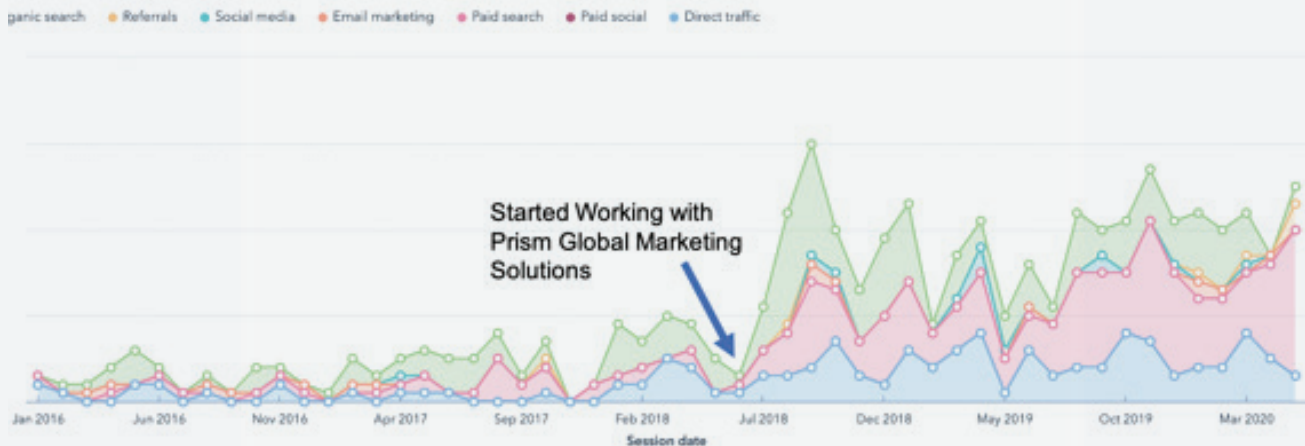 ganic search Referrals Social media Email marketing Paid search Paid social Direct traffic
Started Working with
Prism Global Marketing
Solutions
Jan 2016 Jun 2016 Nov 2016 Apr 2017 Sep 2017 Feb 2018 Jul 2018 Dec 2018 May 2019 Oct 2019 Mar 2020
Session date